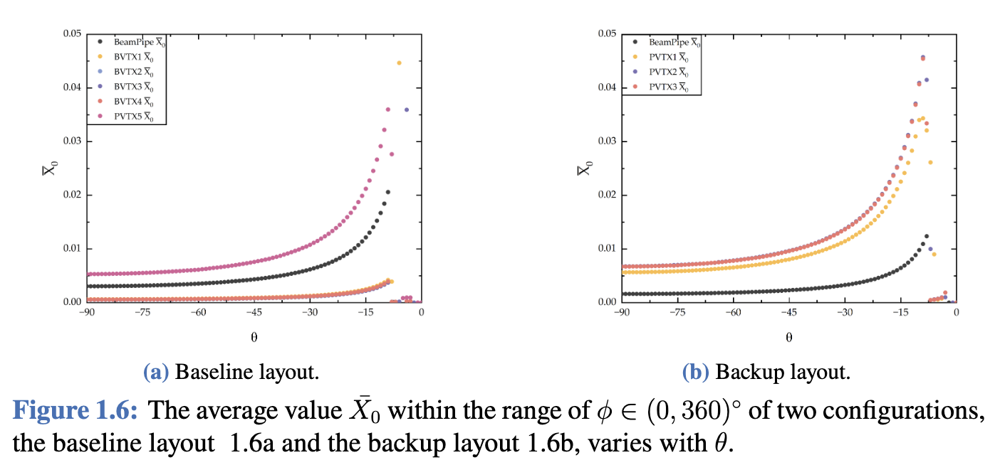 0.05
0.04
0.03
0.02
0.01
0.00
X̄₀
BeamPipe X̄₀
BVTX1 X̄₀
BVTX2 X̄₀
BVTX3 X̄₀
BVTX4 X̄₀
PVTX5 X̄₀
−90 −75 −60 −45 −30 −15 0
θ
(a) Baseline layout.
0.05
0.04
0.03
0.02
0.01
0.00
X̄₀
BeamPipe X̄₀
PVTX1 X̄₀
PVTX2 X̄₀
PVTX3 X̄₀
−90 −75 −60 −45 −30 −15 0
θ
(b) Backup layout.
Figure 1.6: The average value X̄₀ within the range of ϕ ∈ (0, 360)° of two configurations,
the baseline layout 1.6a and the backup layout 1.6b, varies with θ.